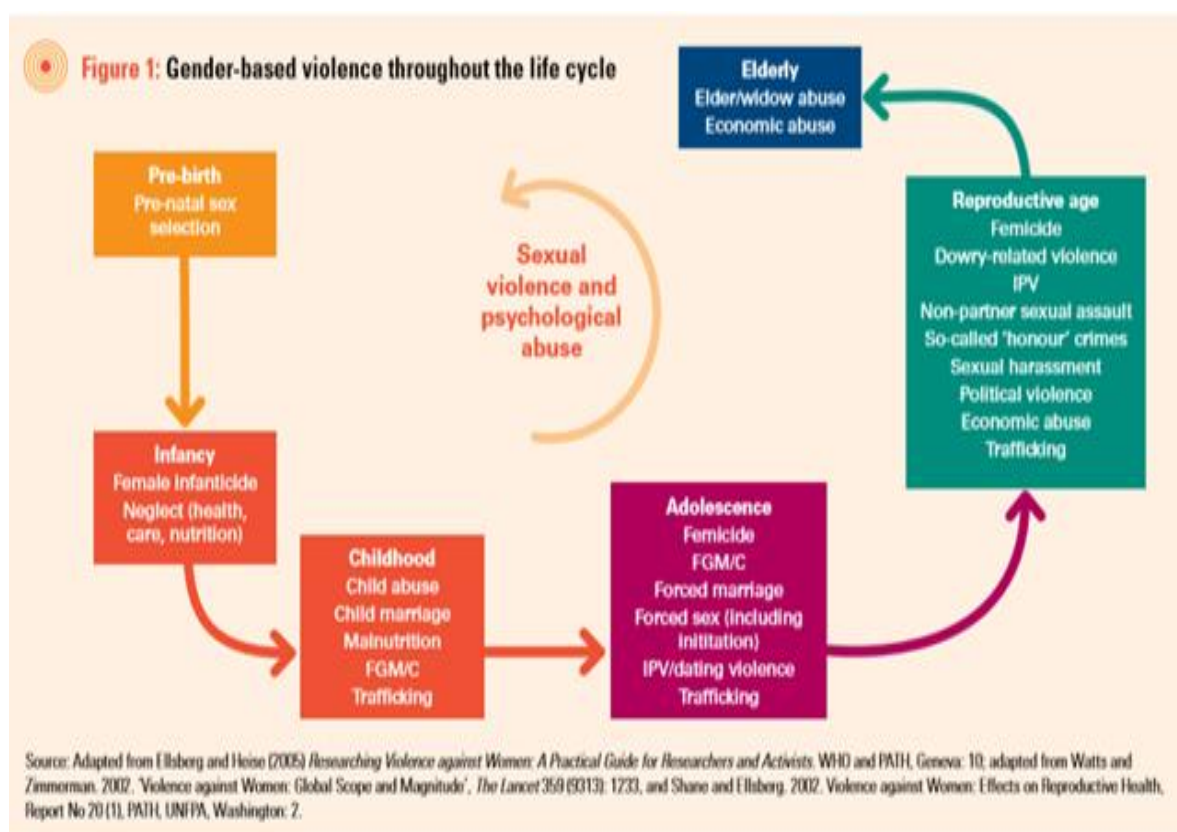 Figure 1: Gender-based violence throughout the life cycle
Pre-birth
Pre-natal sex
selection
Infancy
Female infanticide
Neglect (health,
care, nutrition)
Childhood
Child abuse
Child marriage
Malnutrition
FGM/C
Trafficking
Adolescence
Femicide
FGM/C
Forced marriage
Forced sex (including
inititation)
IPV/dating violence
Trafficking
Reproductive age
Femicide
Dowry-related violence
IPV
Non-partner sexual assault
So-called 'honour' crimes
Sexual harassment
Political violence
Economic abuse
Trafficking
Elderly
Elder/widow abuse
Economic abuse
Sexual
violence and
psychological
abuse
Source: Adapted from Ellsberg and Heise (2005) Researching Violence against Women: A Practical Guide for Researchers and Activists. WHO and PATH, Geneva: 10; adapted from Watts and
Zimmerman. 2002. 'Violence against Women: Global Scope and Magnitude', The Lancet 359 (9313): 1233, and Shane and Ellsberg. 2002. Violence against Women: Effects on Reproductive Health,
Report No 20 (1), PATH, UNFPA, Washington: 2.